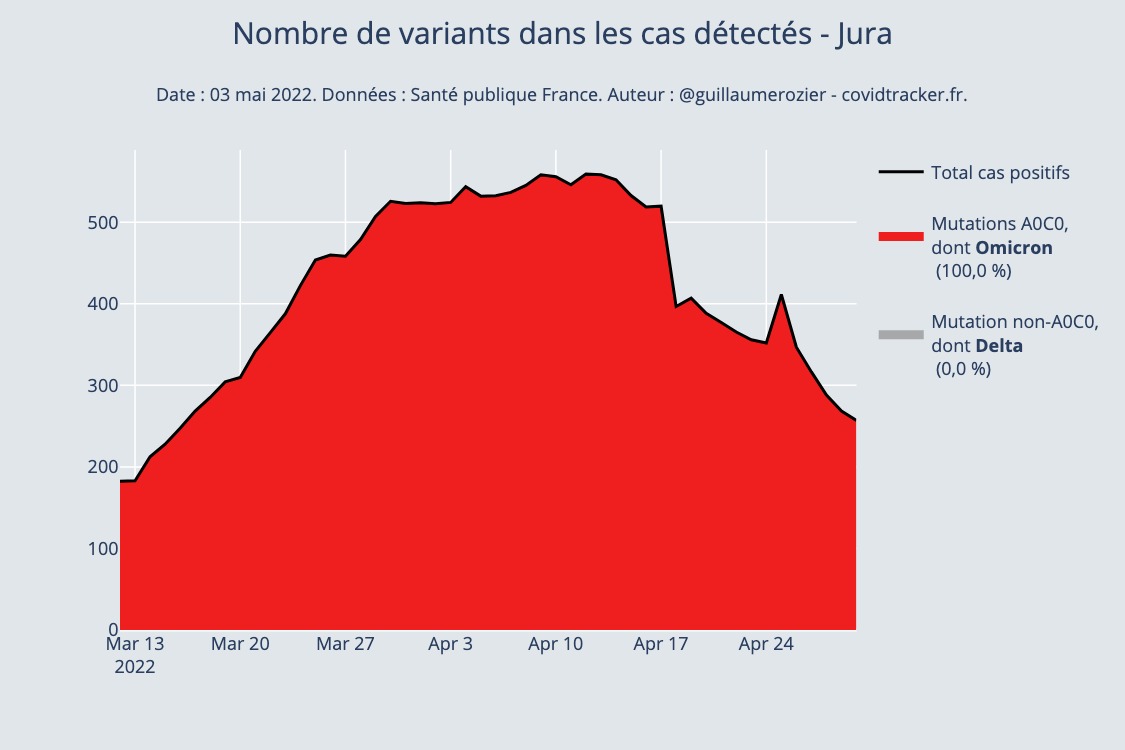 Nombre de variants dans les cas détectés - Jura
Date : 03 mai 2022. Données : Santé publique France. Auteur : @guillaumerozier - covidtracker.fr.
Total cas positifs
Mutations A0C0,
dont Omicron
(100,0 %)
Mutation non-A0C0,
dont Delta
(0,0 %)
500
400
300
200
100
0
Mar 13 Mar 20 Mar 27 Apr 3 Apr 10 Apr 17 Apr 24
2022